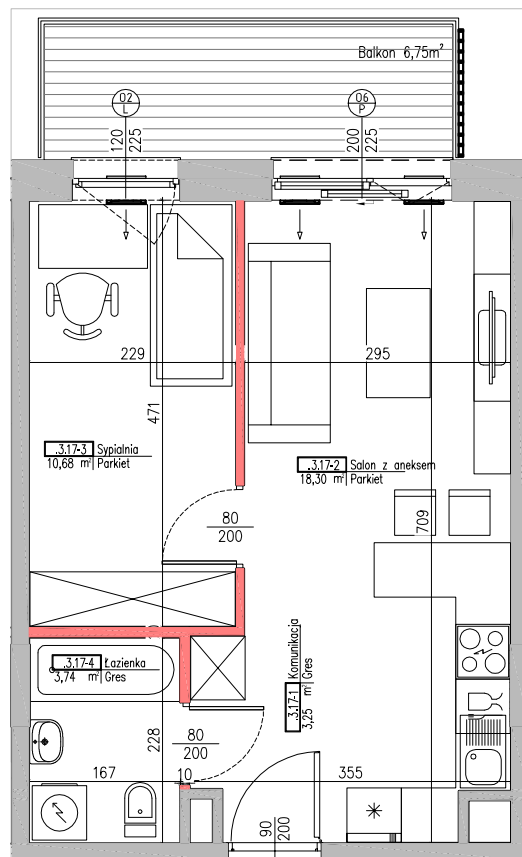 Balkon 6,75m²
02
L
120
225
06
P
200
225
229
295
471
.3.17-3 Sypialnia
10,68 m² Parkiet
.3.17-2 Salon z aneksem
18,30 m² Parkiet
80
200
709
.3.17-4 Łazienka
3,74 m² Gres
.3.17-1 Komunikacja
3,25 m² Gres
228
80
200
167
10
355
90
200